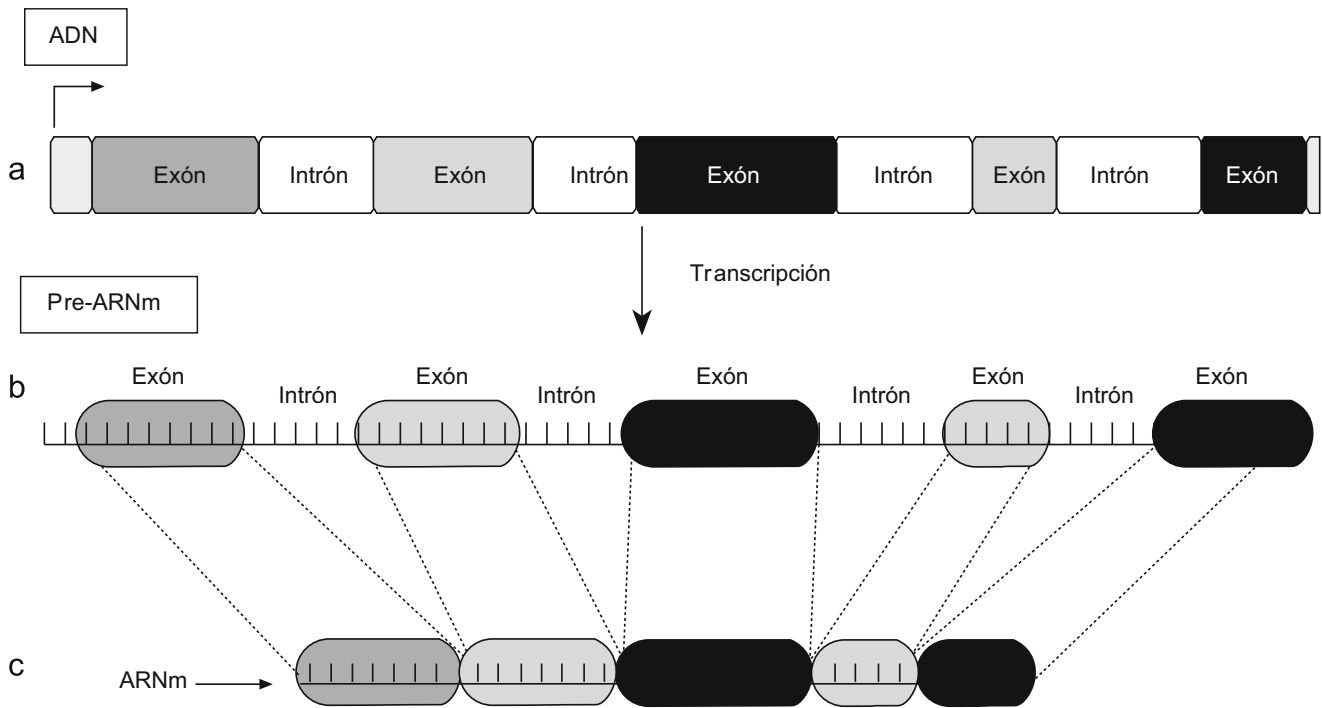 ADN
a
Exón Intrón Exón Intrón Exón Intrón Exón Intrón Exón
Transcripción
Pre-ARNm
b
Exón Intrón Exón Intrón Exón Intrón Exón Intrón Exón
c
ARNm